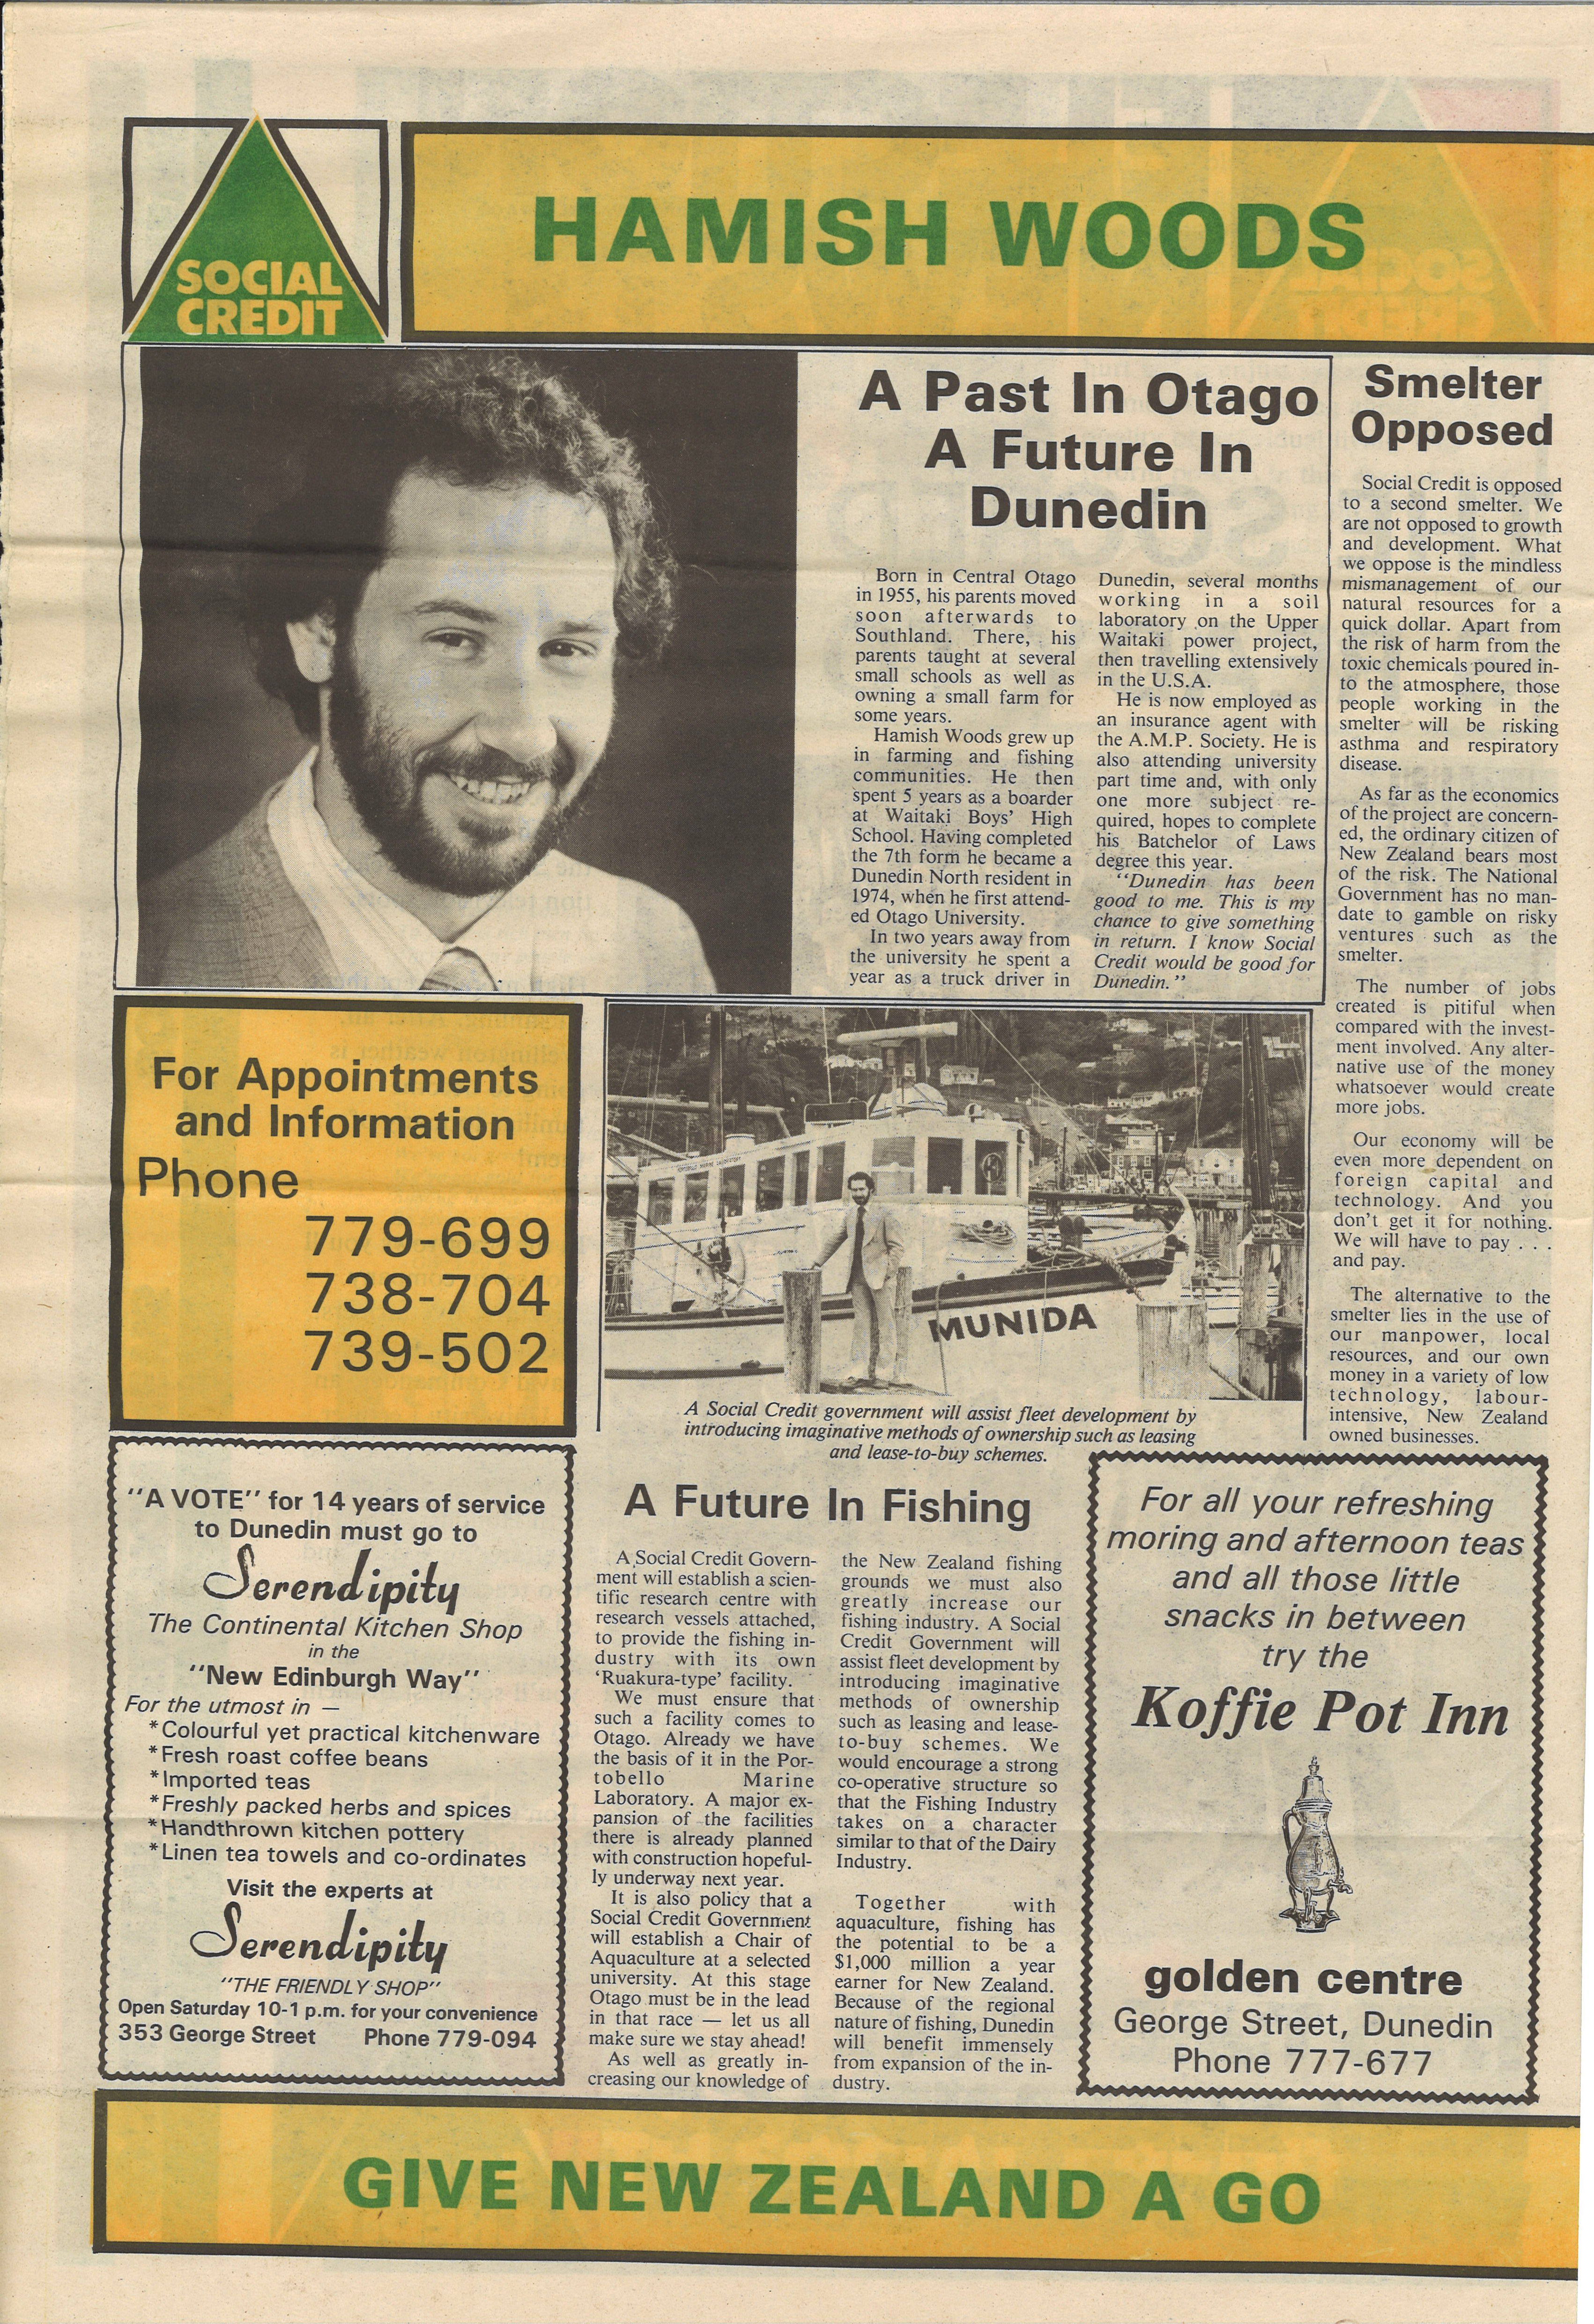 SOCIAL
CREDIT
HAMISH WOODS
A Past In Otago
A Future In
Dunedin
Born in Central Otago
in 1955, his parents moved
soon afterwards to
Southland. There, his
parents taught at several
small schools as well as
owning a small farm for
some years.
Hamish Woods grew up
in farming and fishing
communities. He then
spent 5 years as a boarder
at Waitaki Boys' High
School. Having completed
the 7th form he became a
Dunedin North resident in
1974, when he first attend-
ed Otago University.
In two years away from
the university he spent a
year as a truck driver in
Dunedin, several months
working in a soil
laboratory on the Upper
Waitaki power project,
then travelling extensively
in the U.S.A.
He is now employed as
an insurance agent with
the A.M.P. Society. He is
also attending university
part time and, with only
one more subject re-
quired, hopes to complete
his Batchelor of Laws
degree this year.
"Dunedin has been
good to me. This is my
chance to give something
in return. I know Social
Credit would be good for
Dunedin."
Smelter
Opposed
Social Credit is opposed
to a second smelter. We
are not opposed to growth
and development. What
we oppose is the mindless
mismanagement of our
natural resources for a
quick dollar. Apart from
the risk of harm from the
toxic chemicals poured in-
to the atmosphere, those
people working in the
smelter will be risking
asthma and respiratory
disease.
As far as the economics
of the project are concern-
ed, the ordinary citizen of
New Zealand bears most
of the risk. The National
Government has no man-
date to gamble on risky
ventures such as the
smelter.
The number of jobs
created is pitiful when
compared with the invest-
ment involved. Any alter-
native use of the money
whatsoever would create
more jobs.
Our economy will be
even more dependent on
foreign capital and
technology. And you
don't get it for nothing.
We will have to pay . . .
and pay.
The alternative to the
smelter lies in the use of
our manpower, local
resources, and our own
money in a variety of low
technology, labour-
intensive, New Zealand
owned businesses.
For Appointments
and Information
Phone
779-699
738-704
739-502
PORTOBELLO MARINE LABORATORY
MUNIDA
A Social Credit government will assist fleet development by
introducing imaginative methods of ownership such as leasing
and lease-to-buy schemes.
"A VOTE" for 14 years of service
to Dunedin must go to
Serendipity
The Continental Kitchen Shop
in the
"New Edinburgh Way"
For the utmost in —
*Colourful yet practical kitchenware
*Fresh roast coffee beans
*Imported teas
*Freshly packed herbs and spices
*Handthrown kitchen pottery
*Linen tea towels and co-ordinates
Visit the experts at
Serendipity
"THE FRIENDLY SHOP"
Open Saturday 10-1 p.m. for your convenience
353 George Street Phone 779-094
A Future In Fishing
A Social Credit Govern-
ment will establish a scien-
tific research centre with
research vessels attached,
to provide the fishing in-
dustry with its own
'Ruakura-type' facility.
We must ensure that
such a facility comes to
Otago. Already we have
the basis of it in the Por-
tobello Marine
Laboratory. A major ex-
pansion of the facilities
there is already planned
with construction hopeful-
ly underway next year.
It is also policy that a
Social Credit Government
will establish a Chair of
Aquaculture at a selected
university. At this stage
Otago must be in the lead
in that race — let us all
make sure we stay ahead!
As well as greatly in-
creasing our knowledge of
the New Zealand fishing
grounds we must also
greatly increase our
fishing industry. A Social
Credit Government will
assist fleet development by
introducing imaginative
methods of ownership
such as leasing and lease-
to-buy schemes. We
would encourage a strong
co-operative structure so
that the Fishing Industry
takes on a character
similar to that of the Dairy
Industry.
Together with
aquaculture, fishing has
the potential to be a
$1,000 million a year
earner for New Zealand.
Because of the regional
nature of fishing, Dunedin
will benefit immensely
from expansion of the in-
dustry.
For all your refreshing
moring and afternoon teas
and all those little
snacks in between
try the
Koffie Pot Inn
golden centre
George Street, Dunedin
Phone 777-677
GIVE NEW ZEALAND A GO